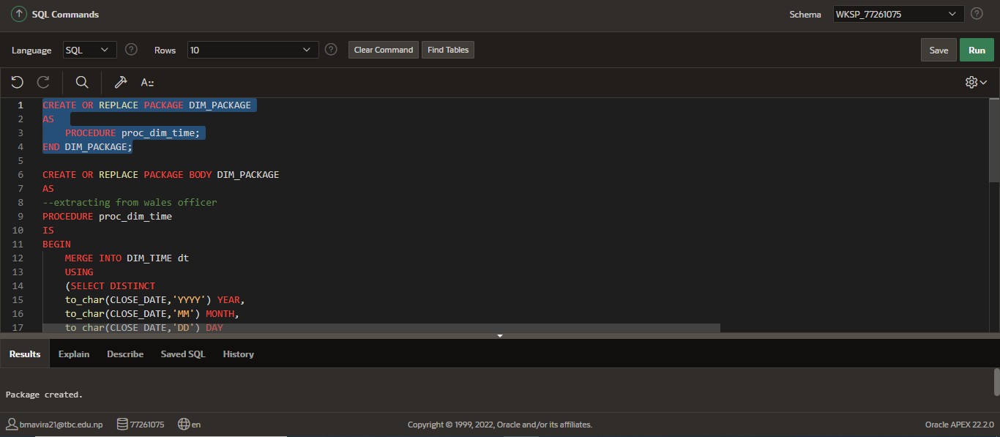 SQL Commands
Schema WKSP_77261075
Language SQL Rows 10 Clear Command Find Tables Save Run
A::
1 CREATE OR REPLACE PACKAGE DIM_PACKAGE
2 AS
3 PROCEDURE proc_dim_time;
4 END DIM_PACKAGE;
5
6 CREATE OR REPLACE PACKAGE BODY DIM_PACKAGE
7 AS
8 --extracting from wales officer
9 PROCEDURE proc_dim_time
10 IS
11 BEGIN
12 MERGE INTO DIM_TIME dt
13 USING
14 (SELECT DISTINCT
15 to_char(CLOSE_DATE,'YYYY') YEAR,
16 to_char(CLOSE_DATE,'MM') MONTH,
17 to_char(CLOSE_DATE,'DD') DAY
Results Explain Describe Saved SQL History
Package created.
bmavira21@tbc.edu.np 77261075 en Copyright © 1999, 2022, Oracle and/or its affiliates. Oracle APEX 22.2.0